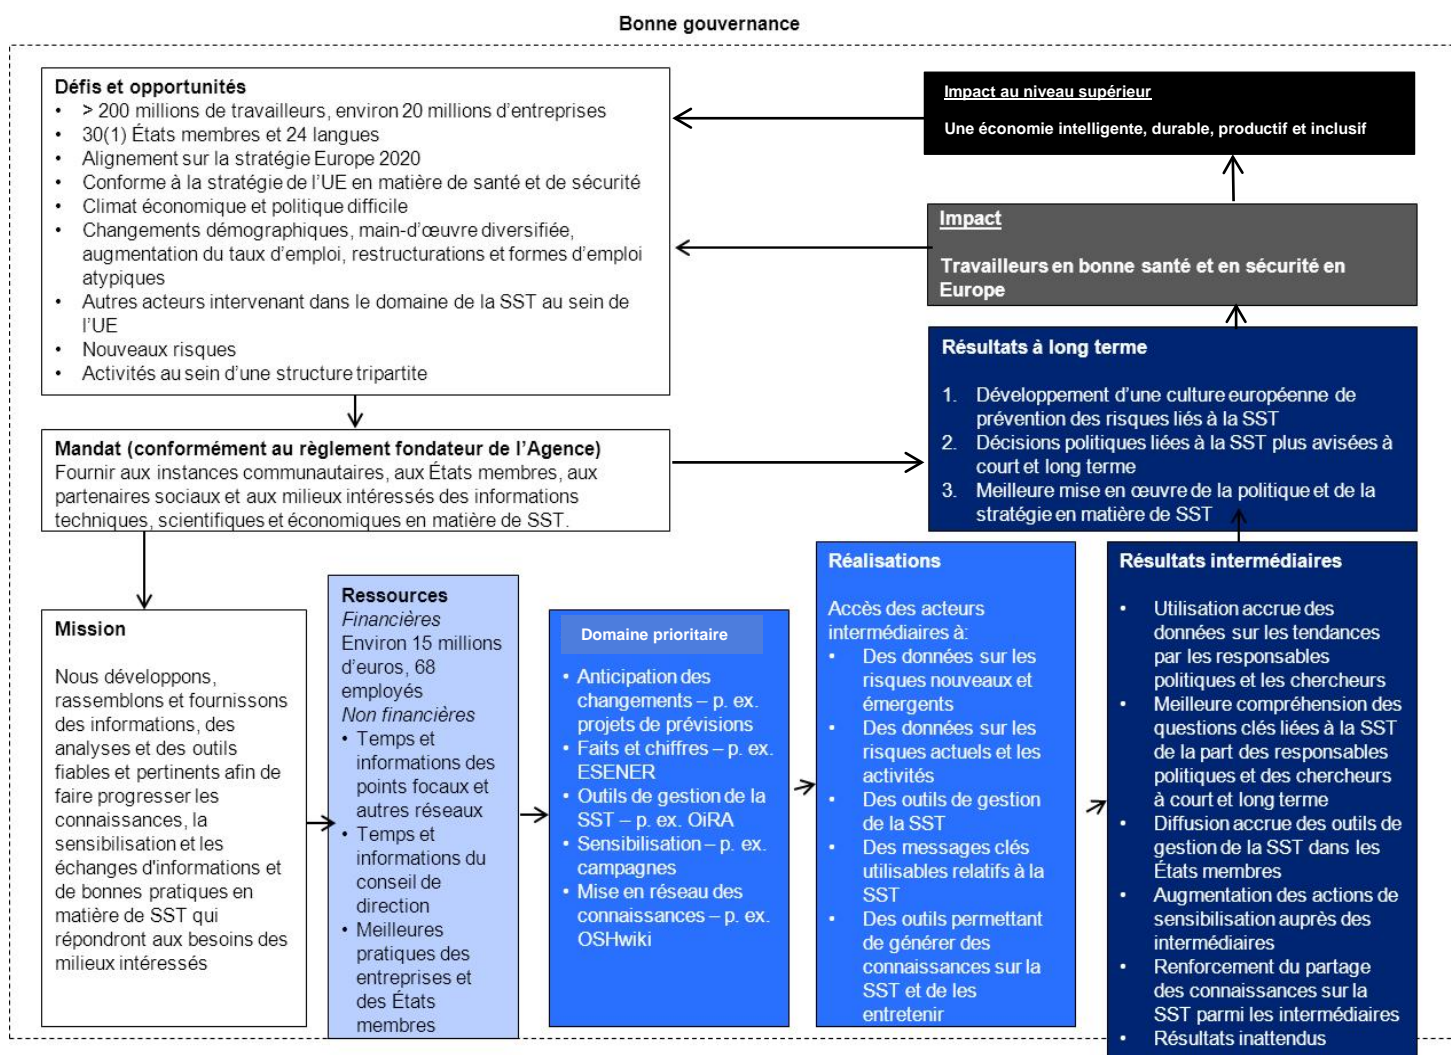 Bonne gouvernance
Défis et opportunités
• > 200 millions de travailleurs, environ 20 millions d'entreprises
• 30(1) États membres et 24 langues
• Alignement sur la stratégie Europe 2020
• Conforme à la stratégie de l'UE en matière de santé et de sécurité
• Climat économique et politique difficile
• Changements démographiques, main-d'œuvre diversifiée,
augmentation du taux d'emploi, restructurations et formes d'emploi
atypiques
• Autres acteurs intervenant dans le domaine de la SST au sein de
l'UE
• Nouveaux risques
• Activités au sein d'une structure tripartite
Impact au niveau supérieur
Une économie intelligente, durable, productif et inclusif
Impact
Travailleurs en bonne santé et en sécurité en
Europe
Résultats à long terme
1. Développement d'une culture européenne de
prévention des risques liés à la SST
2. Décisions politiques liées à la SST plus avisées à
court et long terme
3. Meilleure mise en œuvre de la politique et de la
stratégie en matière de SST
Mandat (conformément au règlement fondateur de l'Agence)
Fournir aux instances communautaires, aux États membres, aux
partenaires sociaux et aux milieux intéressés des informations
techniques, scientifiques et économiques en matière de SST.
Mission
Nous développons,
rassemblons et fournissons
des informations, des
analyses et des outils
fiables et pertinents afin de
faire progresser les
connaissances, la
sensibilisation et les
échanges d'informations et
de bonnes pratiques en
matière de SST qui
répondront aux besoins des
milieux intéressés
Ressources
Financières
Environ 15 millions
d'euros, 68
employés
Non financières
• Temps et
informations des
points focaux et
autres réseaux
• Temps et
informations du
conseil de
direction
• Meilleures
pratiques des
entreprises et
des États
membres
Domaine prioritaire
• Anticipation des
changements – p. ex.
projets de prévisions
• Faits et chiffres – p. ex.
ESENER
• Outils de gestion de la
SST – p. ex. OiRA
• Sensibilisation – p. ex.
campagnes
• Mise en réseau des
connaissances – p. ex.
OSHwiki
Réalisations
Accès des acteurs
intermédiaires à:
• Des données sur les
risques nouveaux et
émergents
• Des données sur les
risques actuels et les
activités
• Des outils de gestion
de la SST
• Des messages clés
utilisables relatifs à la
SST
• Des outils permettant
de générer des
connaissances sur la
SST et de les
entretenir
Résultats intermédiaires
• Utilisation accrue des
données sur les tendances
par les responsables
politiques et les chercheurs
• Meilleure compréhension des
questions clés liées à la SST
de la part des responsables
politiques et des chercheurs
à court et long terme
• Diffusion accrue des outils de
gestion de la SST dans les
États membres
• Augmentation des actions de
sensibilisation auprès des
intermédiaires
• Renforcement du partage
des connaissances sur la
SST parmi les intermédiaires
• Résultats inattendus